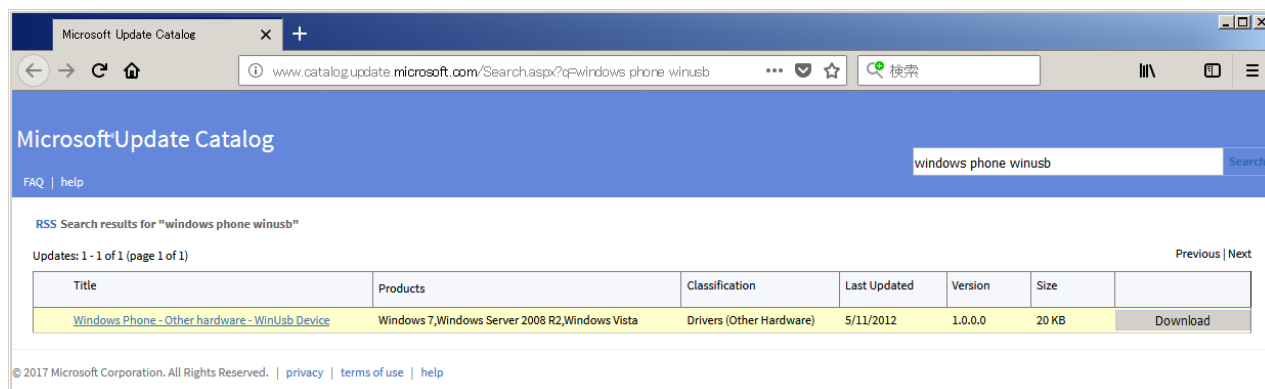 Microsoft Update Catalog
www.catalog.update.microsoft.com/Search.aspx?q=windows phone winusb
検索
Microsoft®Update Catalog
windows phone winusb
Search
FAQ | help
RSS Search results for "windows phone winusb"
Updates: 1 - 1 of 1 (page 1 of 1)
Previous | Next
Title Products Classification Last Updated Version Size
Windows Phone - Other hardware - WinUsb Device Windows 7,Windows Server 2008 R2,Windows Vista Drivers (Other Hardware) 5/11/2012 1.0.0.0 20 KB Download
© 2017 Microsoft Corporation. All Rights Reserved. | privacy | terms of use | help